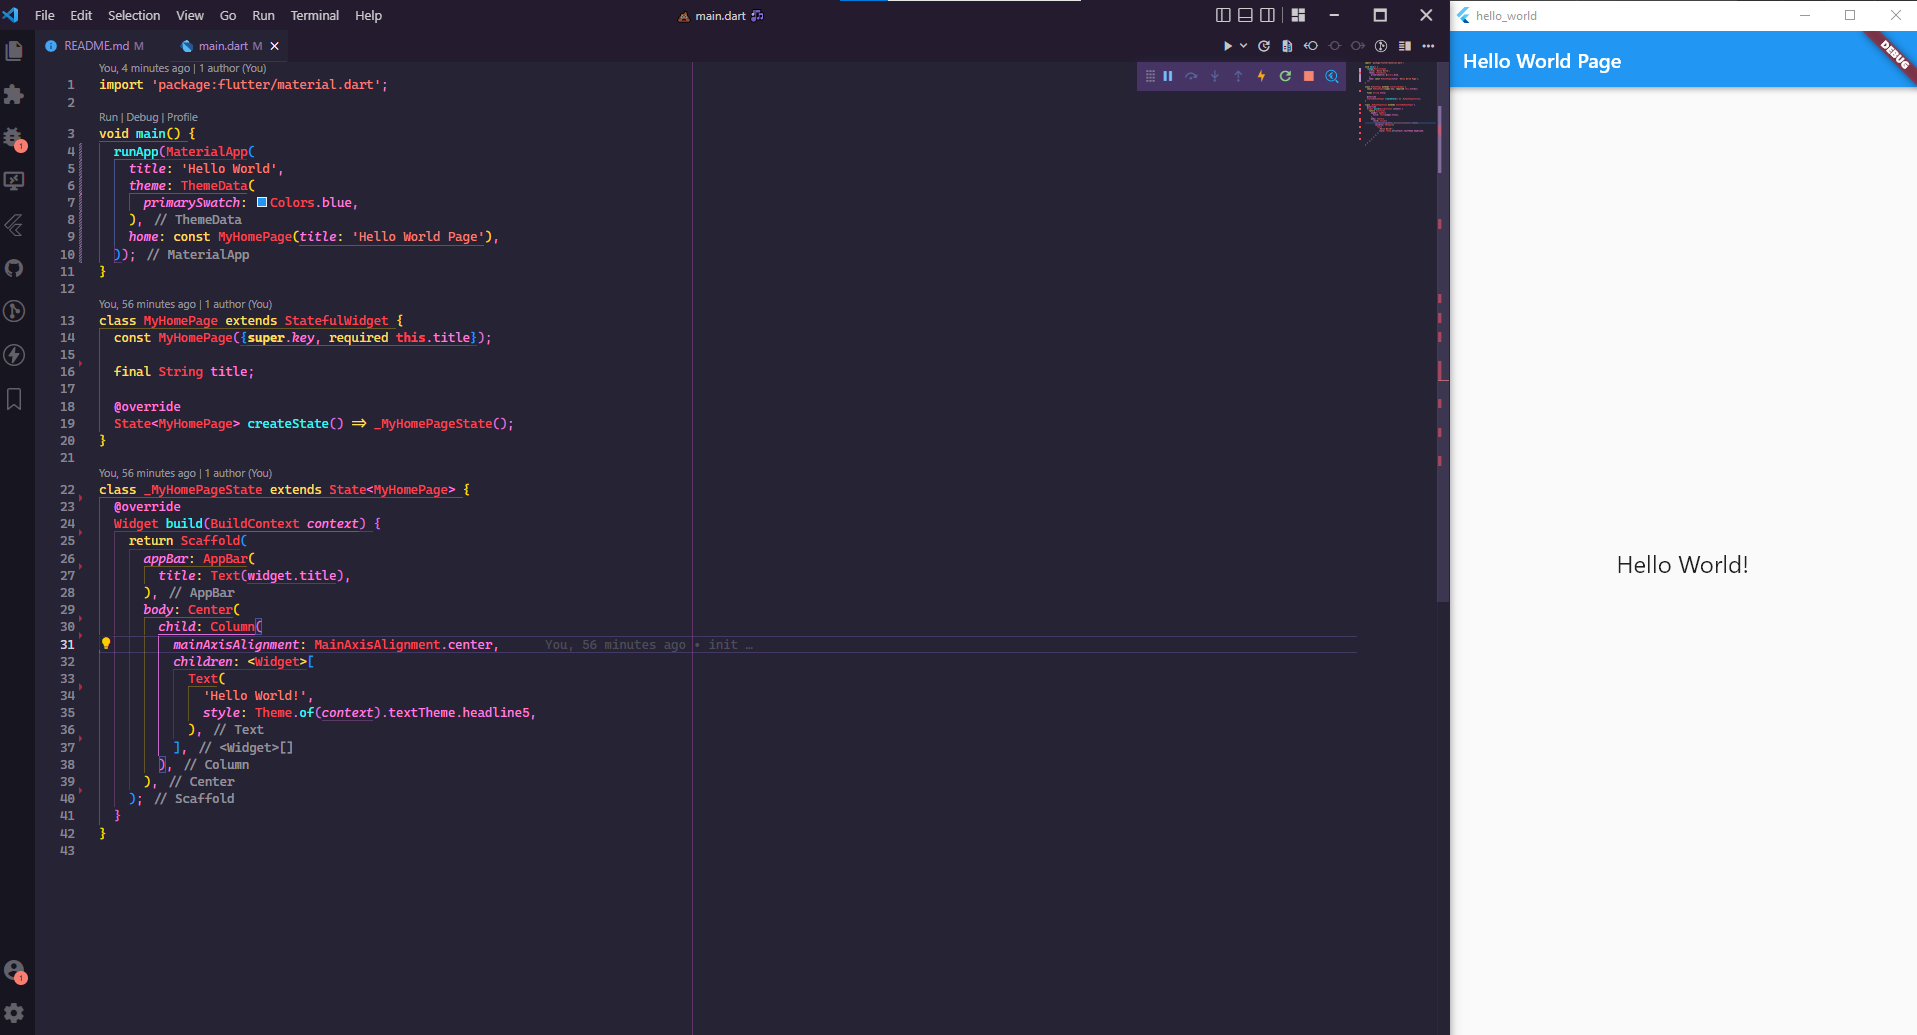 File Edit Selection View Go Run Terminal Help
main.dart
README.md M
main.dart M
You, 4 minutes ago | 1 author (You)
1 import 'package:flutter/material.dart';
2
Run | Debug | Profile
3 void main() {
4 runApp(MaterialApp(
5 title: 'Hello World',
6 theme: ThemeData(
7 primarySwatch: Colors.blue,
8 ), // ThemeData
9 home: const MyHomePage(title: 'Hello World Page'),
10 )); // MaterialApp
11 }
12
You, 56 minutes ago | 1 author (You)
13 class MyHomePage extends StatefulWidget {
14 const MyHomePage({super.key, required this.title});
15
16 final String title;
17
18 @override
19 State<MyHomePage> createState() => _MyHomePageState();
20 }
21
You, 56 minutes ago | 1 author (You)
22 class _MyHomePageState extends State<MyHomePage> {
23 @override
24 Widget build(BuildContext context) {
25 return Scaffold(
26 appBar: AppBar(
27 title: Text(widget.title),
28 ), // AppBar
29 body: Center(
30 child: Column(
31 mainAxisAlignment: MainAxisAlignment.center, You, 56 minutes ago • init …
32 children: <Widget>[
33 Text(
34 'Hello World!',
35 style: Theme.of(context).textTheme.headline5,
36 ), // Text
37 ], // <Widget>[]
38 ), // Column
39 ), // Center
40 ); // Scaffold
41 }
42 }
43
1
1
hello_world
Hello World Page
DEBUG
Hello World!